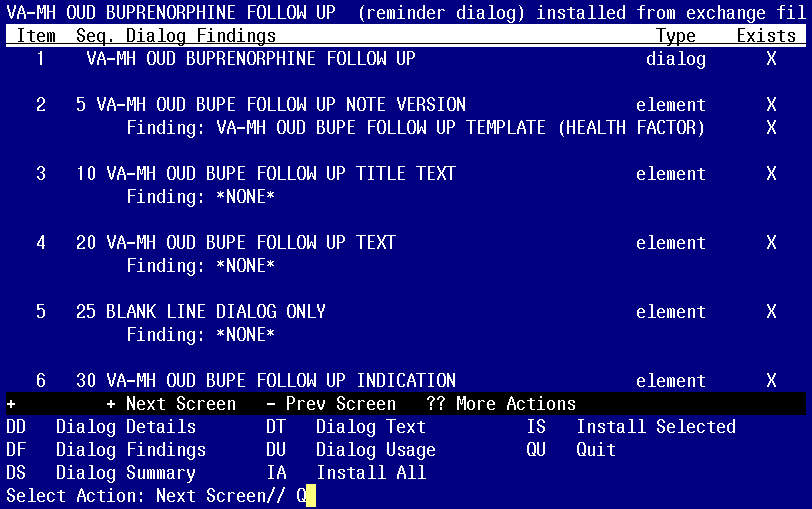 VA-MH OUD BUPRENORPHINE FOLLOW UP (reminder dialog) installed from exchange fil
Item Seq. Dialog Findings Type Exists
1 VA-MH OUD BUPRENORPHINE FOLLOW UP dialog X
2 5 VA-MH OUD BUPE FOLLOW UP NOTE VERSION element X
Finding: VA-MH OUD BUPE FOLLOW UP TEMPLATE (HEALTH FACTOR) X
3 10 VA-MH OUD BUPE FOLLOW UP TITLE TEXT element X
Finding: *NONE*
4 20 VA-MH OUD BUPE FOLLOW UP TEXT element X
Finding: *NONE*
5 25 BLANK LINE DIALOG ONLY element X
Finding: *NONE*
6 30 VA-MH OUD BUPE FOLLOW UP INDICATION element X
+ + Next Screen - Prev Screen ?? More Actions
DD Dialog Details DT Dialog Text IS Install Selected
DF Dialog Findings DU Dialog Usage QU Quit
DS Dialog Summary IA Install All
Select Action: Next Screen// Q